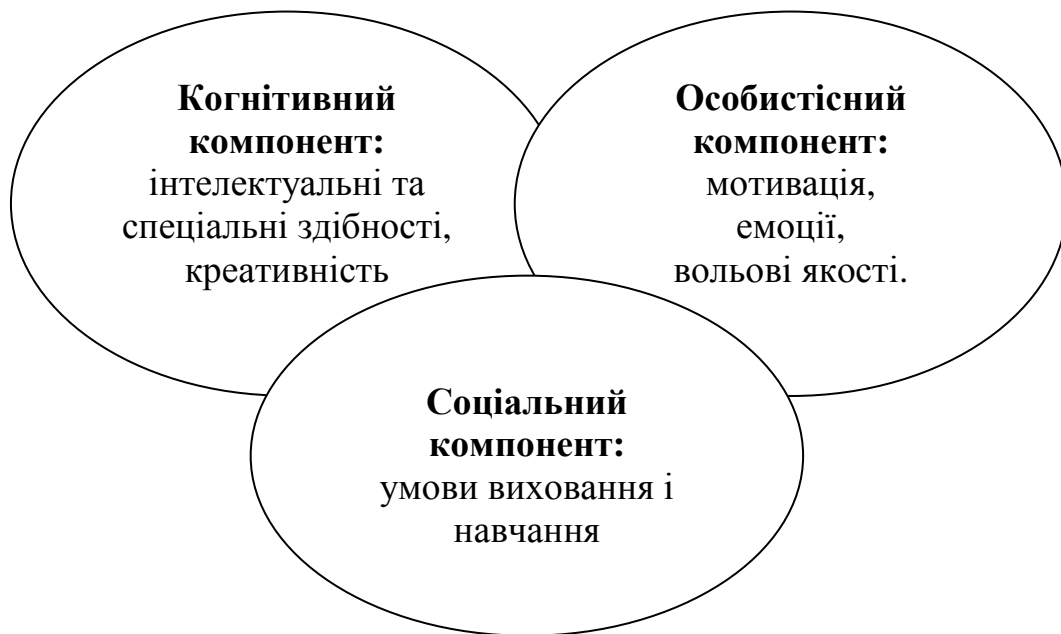 Когнітивний
компонент:
інтелектуальні та
спеціальні здібності,
креативність
Особистісний
компонент:
мотивація,
емоції,
вольові якості.
Соціальний
компонент:
умови виховання і
навчання